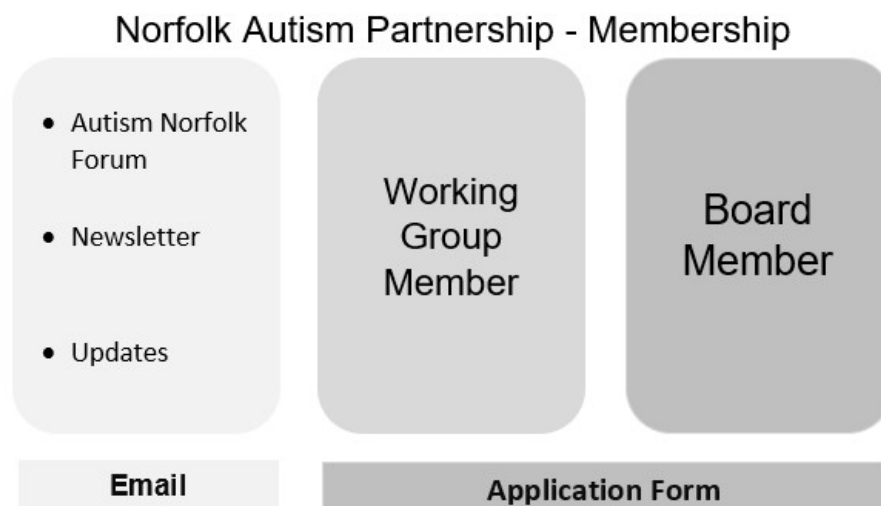 Norfolk Autism Partnership - Membership
• Autism Norfolk
Forum
• Newsletter
• Updates
Working
Group
Member
Board
Member
Email
Application Form